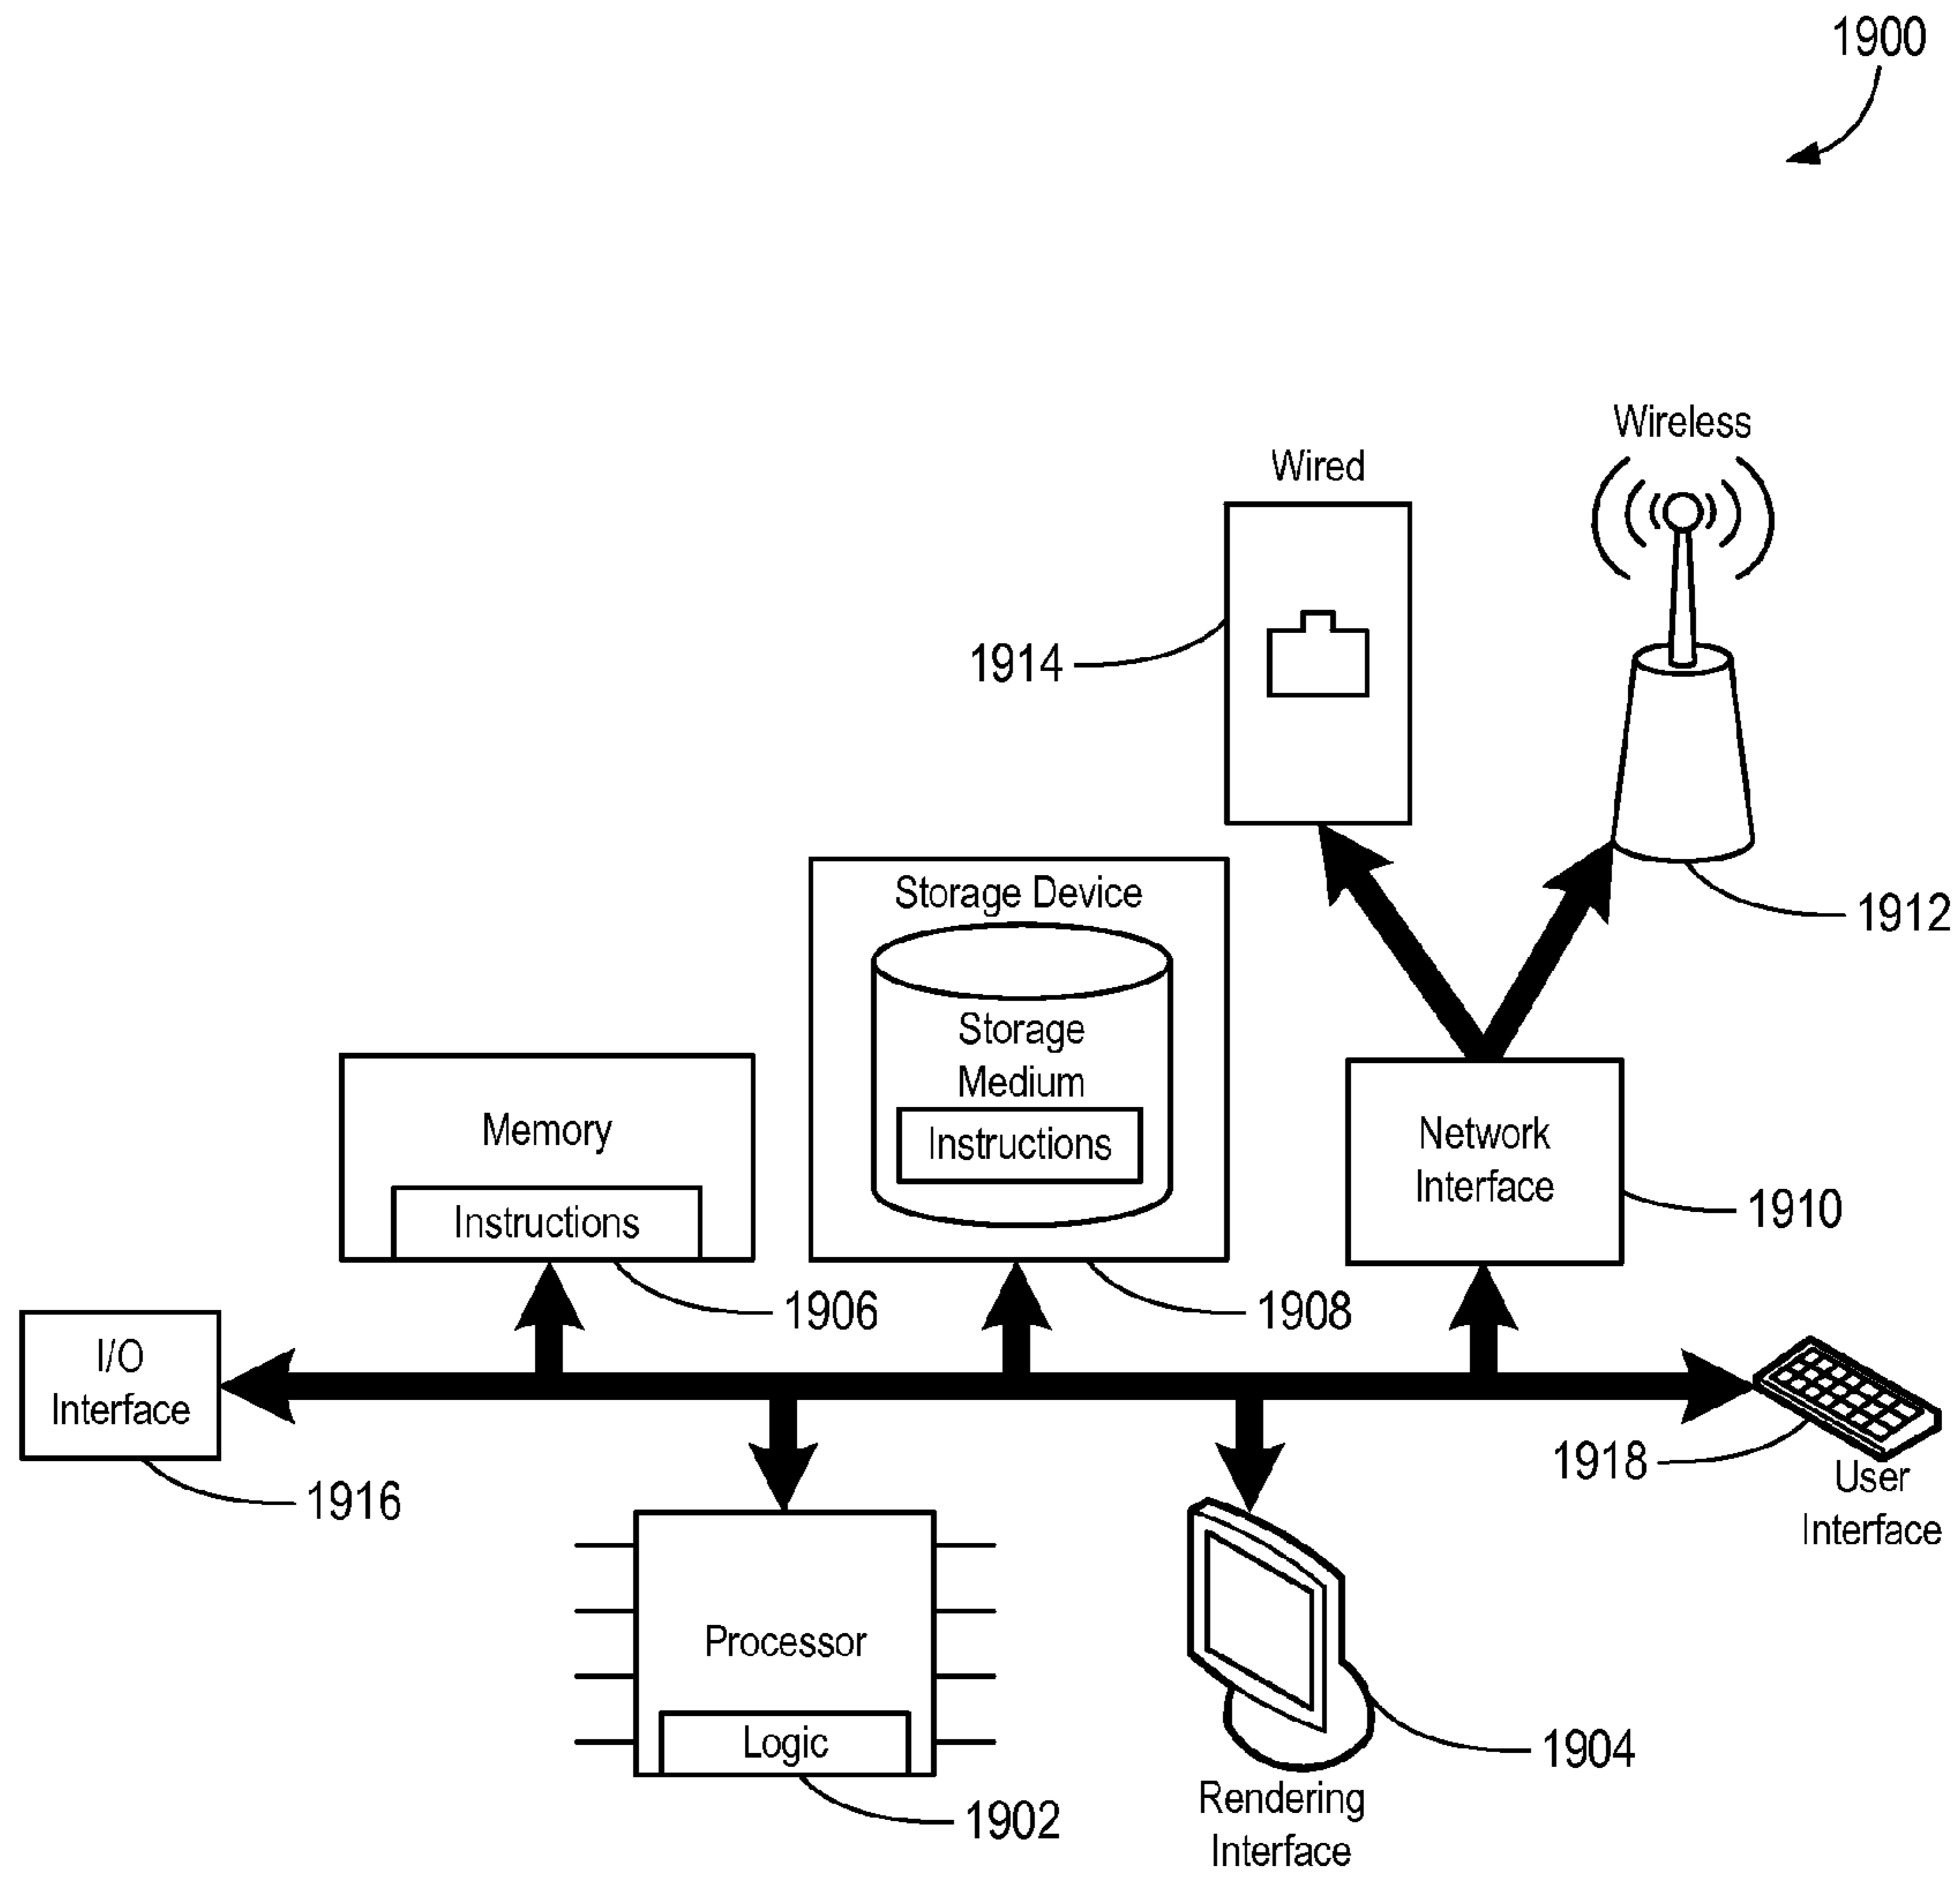 1900
Wireless
Wired
1914
1912
Storage Device
Storage
Medium
Instructions
Memory
Instructions
Network
Interface
1910
1906
1908
I/O
Interface
1916
1918
User
Interface
Processor
Logic
1902
1904
Rendering
Interface